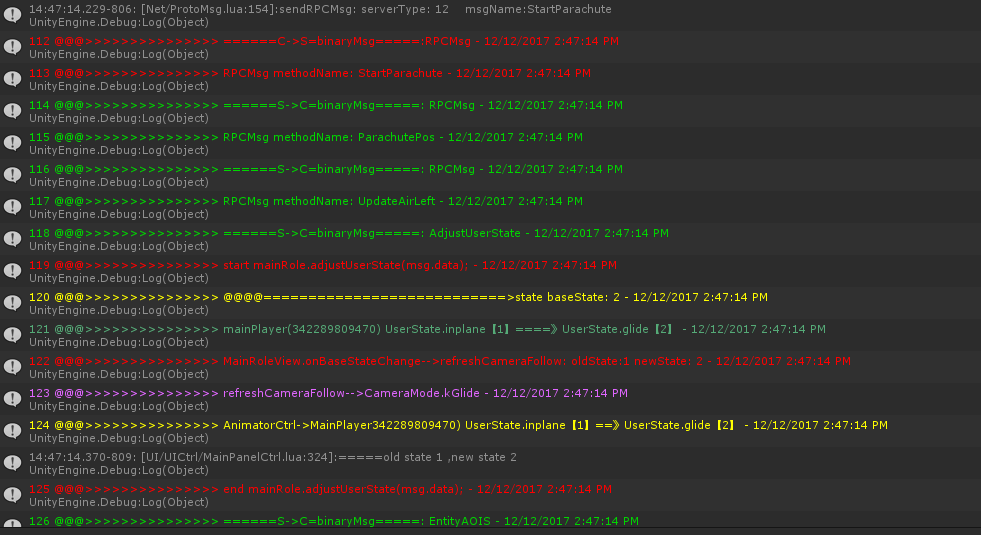 14:47:14.229-806: [Net/ProtoMsg.lua:154]:sendRPCMsg: serverType: 12 msgName:StartParachute
UnityEngine.Debug:Log(Object)
112 @@@>>>>>>>>>>>>>>> ======C->S=binaryMsg=====:RPCMsg - 12/12/2017 2:47:14 PM
UnityEngine.Debug:Log(Object)
113 @@@>>>>>>>>>>>>>>> RPCMsg methodName: StartParachute - 12/12/2017 2:47:14 PM
UnityEngine.Debug:Log(Object)
114 @@@>>>>>>>>>>>>>>> ======S->C=binaryMsg=====: RPCMsg - 12/12/2017 2:47:14 PM
UnityEngine.Debug:Log(Object)
115 @@@>>>>>>>>>>>>>>> RPCMsg methodName: ParachutePos - 12/12/2017 2:47:14 PM
UnityEngine.Debug:Log(Object)
116 @@@>>>>>>>>>>>>>>> ======S->C=binaryMsg=====: RPCMsg - 12/12/2017 2:47:14 PM
UnityEngine.Debug:Log(Object)
117 @@@>>>>>>>>>>>>>>> RPCMsg methodName: UpdateAirLeft - 12/12/2017 2:47:14 PM
UnityEngine.Debug:Log(Object)
118 @@@>>>>>>>>>>>>>>> ======S->C=binaryMsg=====: AdjustUserState - 12/12/2017 2:47:14 PM
UnityEngine.Debug:Log(Object)
119 @@@>>>>>>>>>>>>>>> start mainRole.adjustUserState(msg.data); - 12/12/2017 2:47:14 PM
UnityEngine.Debug:Log(Object)
120 @@@>>>>>>>>>>>>>>> @@@@===========================>state baseState: 2 - 12/12/2017 2:47:14 PM
UnityEngine.Debug:Log(Object)
121 @@@>>>>>>>>>>>>>>> mainPlayer(342289809470) UserState.inplane【1】====》UserState.glide【2】 - 12/12/2017 2:47:14 PM
UnityEngine.Debug:Log(Object)
122 @@@>>>>>>>>>>>>>>> MainRoleView.onBaseStateChange-->refreshCameraFollow: oldState:1 newState: 2 - 12/12/2017 2:47:14 PM
UnityEngine.Debug:Log(Object)
123 @@@>>>>>>>>>>>>>>> refreshCameraFollow-->CameraMode.kGlide - 12/12/2017 2:47:14 PM
UnityEngine.Debug:Log(Object)
124 @@@>>>>>>>>>>>>>>> AnimatorCtrl->MainPlayer342289809470) UserState.inplane【1】==》UserState.glide【2】 - 12/12/2017 2:47:14 PM
UnityEngine.Debug:Log(Object)
14:47:14.370-809: [UI/UICtrl/MainPanelCtrl.lua:324]:=====old state 1 ,new state 2
UnityEngine.Debug:Log(Object)
125 @@@>>>>>>>>>>>>>>> end mainRole.adjustUserState(msg.data); - 12/12/2017 2:47:14 PM
UnityEngine.Debug:Log(Object)
126 @@@>>>>>>>>>>>>>>> ======S->C=binaryMsg=====: EntityAOIS - 12/12/2017 2:47:14 PM